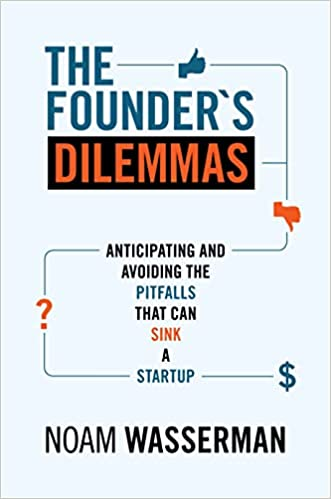 THE
FOUNDER`S
DILEMMAS
ANTICIPATING AND
AVOIDING THE
PITFALLS
THAT CAN
SINK
A
STARTUP
?
$
NOAM WASSERMAN